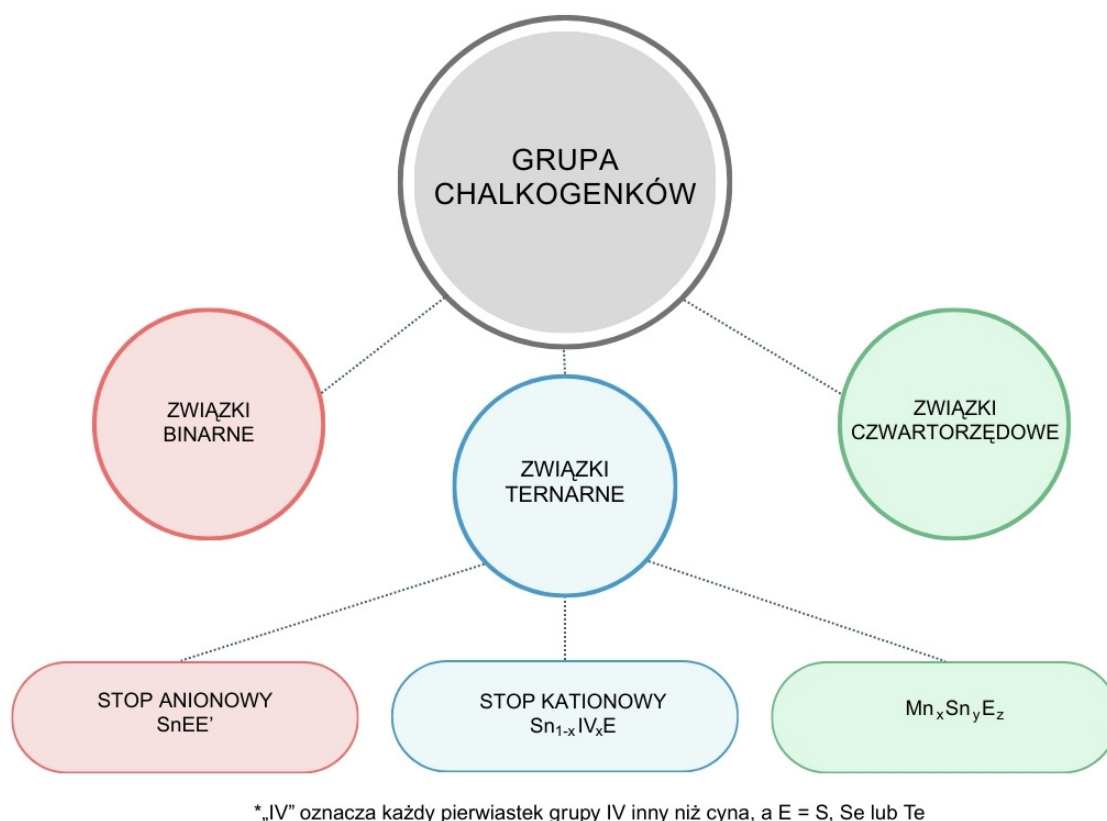 GRUPA
CHALKOGENKÓW
ZWIĄZKI
BINARNE
ZWIĄZKI
TERNARNE
ZWIĄZKI
CZWARTORZĘDOWE
STOP ANIONOWY
SnEE’
STOP KATIONOWY
Sn₁₋ₓIVₓE
MnₓSnᵧE_z
*„IV” oznacza każdy pierwiastek grupy IV inny niż cyna, a E = S, Se lub Te